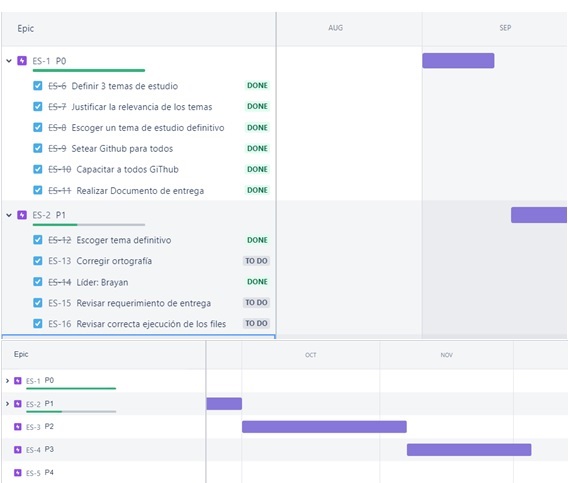 Epic AUG SEP
ES-1 P0
ES-6 Definir 3 temas de estudio DONE
ES-7 Justificar la relevancia de los temas DONE
ES-8 Escoger un tema de estudio definitivo DONE
ES-9 Setear Github para todos DONE
ES-10 Capacitar a todos GiThub DONE
ES-11 Realizar Documento de entrega DONE
ES-2 P1
ES-12 Escoger tema definitivo DONE
ES-13 Corregir ortografía TO DO
ES-14 Líder: Brayan DONE
ES-15 Revisar requerimiento de entrega TO DO
ES-16 Revisar correcta ejecución de los files TO DO
Epic OCT NOV
ES-1 P0
ES-2 P1
ES-3 P2
ES-4 P3
ES-5 P4